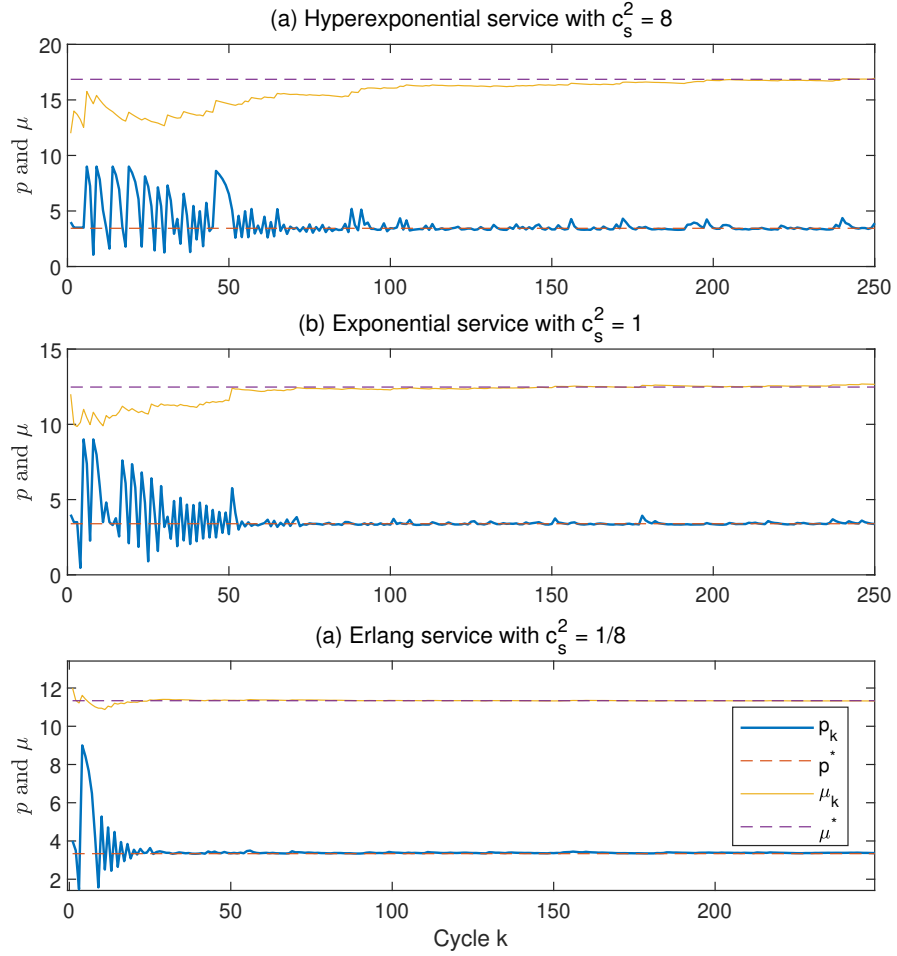 (a) Hyperexponential service with c_s^2 = 8
20
15
10
5
0
p and μ
0 50 100 150 200 250
(b) Exponential service with c_s^2 = 1
15
10
5
0
p and μ
0 50 100 150 200 250
(a) Erlang service with c_s^2 = 1/8
12
10
8
6
4
2
p and μ
p_k
p^*
μ_k
μ^*
0 50 100 150 200
Cycle k